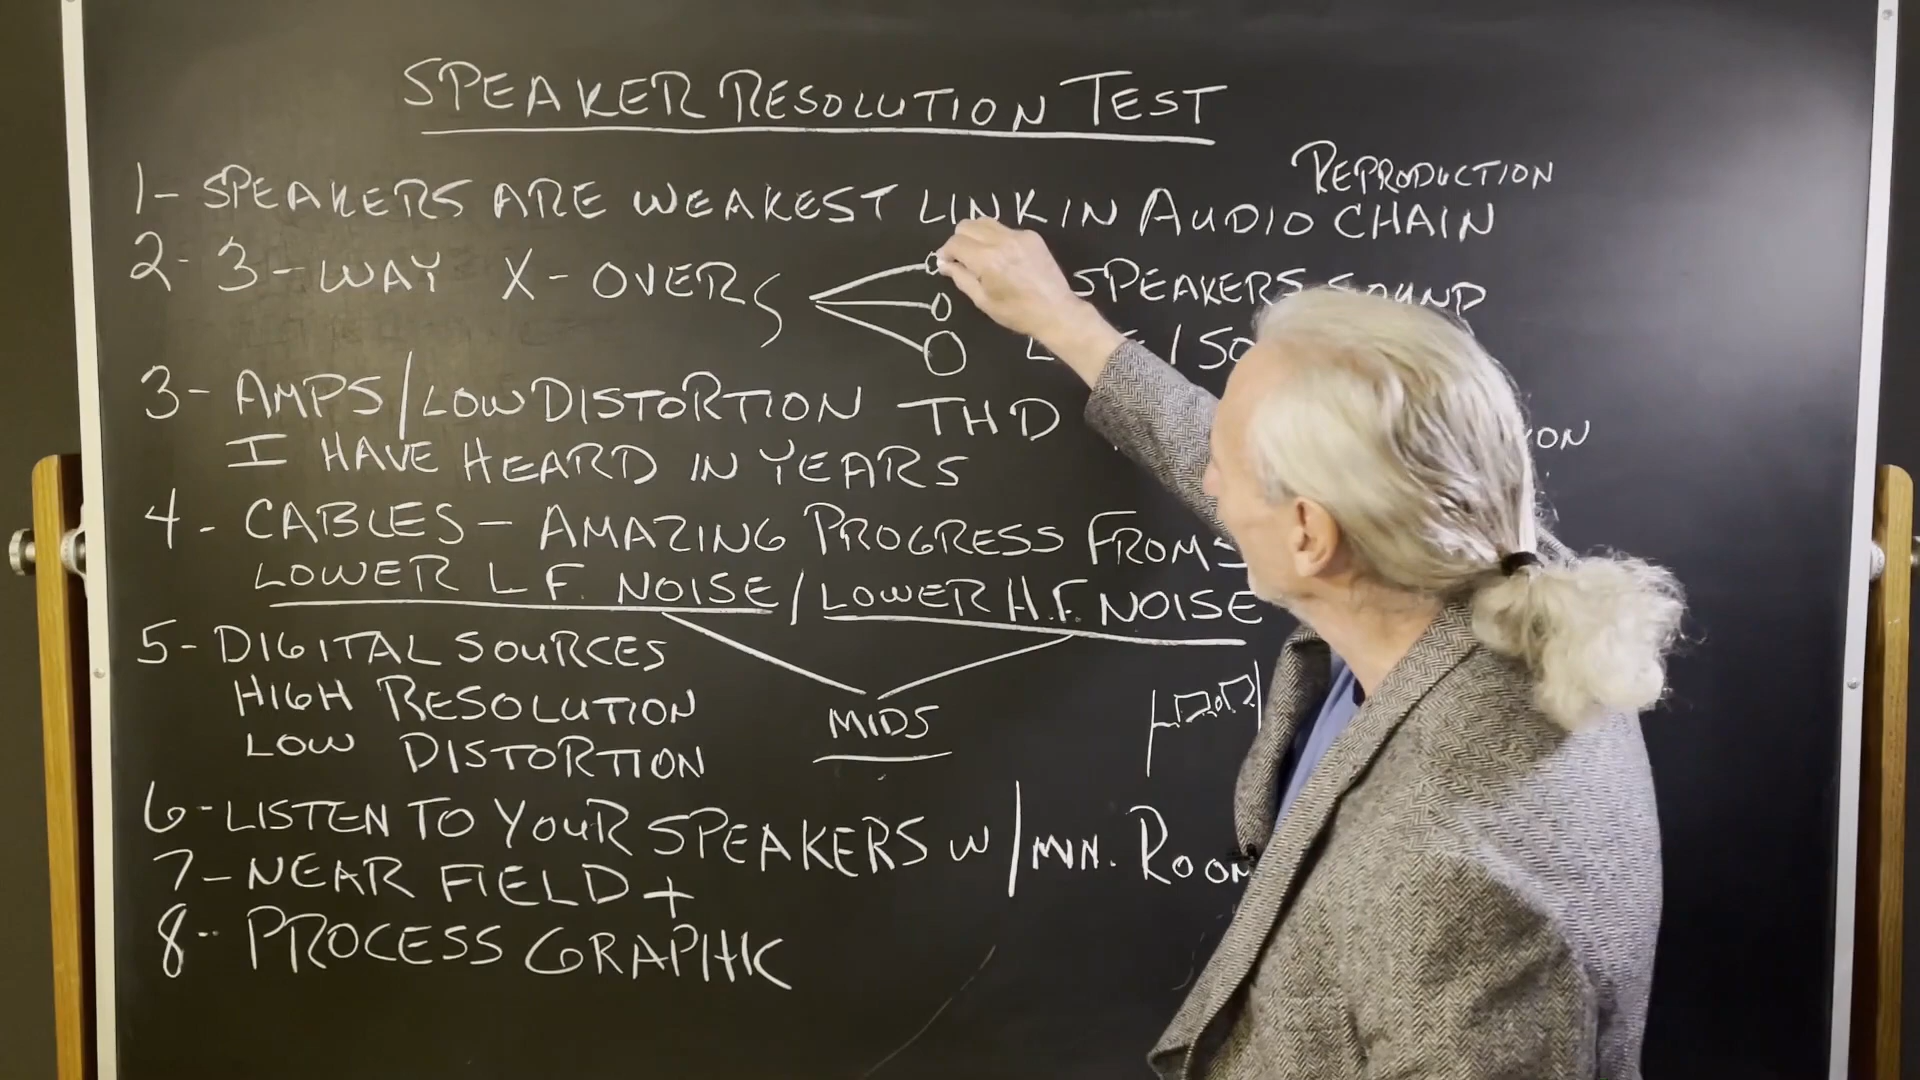 SPEAKER RESOLUTION TEST
REPRODUCTION
1- SPEAKERS ARE WEAKEST LINK IN AUDIO CHAIN
2- 3-WAY X-OVERS
SPEAKERS SOUND
3- AMPS/LOW DISTORTION THD
I HAVE HEARD IN YEARS
4- CABLES - AMAZING PROGRESS FROM
LOWER L.F. NOISE/LOWER H.F. NOISE
5- DIGITAL SOURCES
HIGH RESOLUTION
LOW DISTORTION
MIDS
6- LISTEN TO YOUR SPEAKERS W/MIN. ROOM
7- NEAR FIELD +
8- PROCESS GRAPHIC